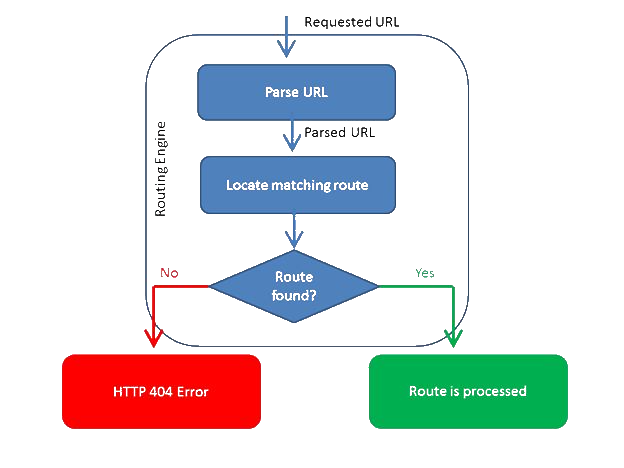 Requested URL
Parse URL
Parsed URL
Routing Engine
Locate matching route
Route
found?
No
Yes
HTTP 404 Error
Route is processed